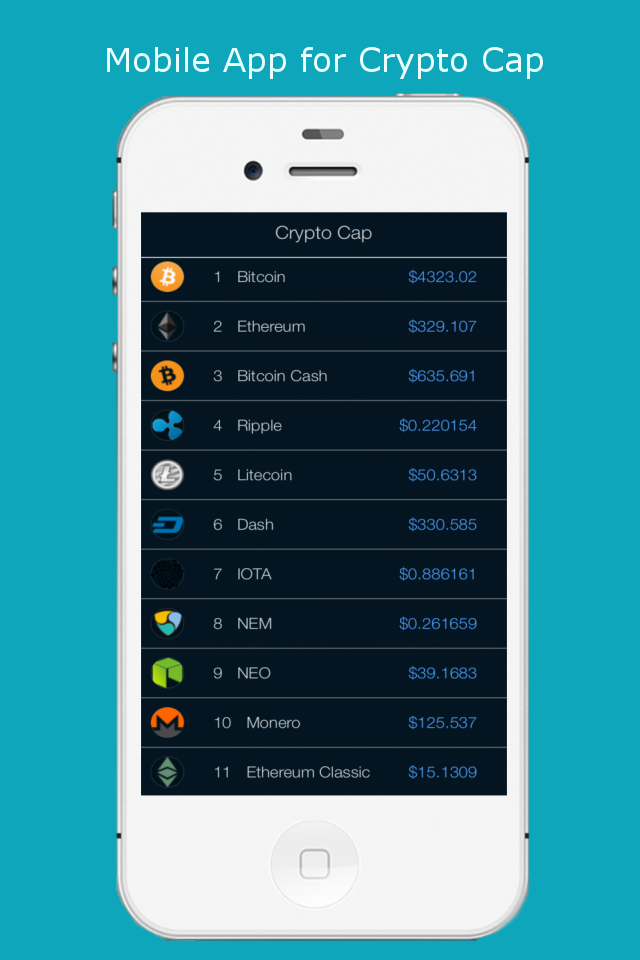 Mobile App for Crypto Cap
Crypto Cap
1 Bitcoin $4323.02
2 Ethereum $329.107
3 Bitcoin Cash $635.691
4 Ripple $0.220154
5 Litecoin $50.6313
6 Dash $330.585
7 IOTA $0.886161
8 NEM $0.261659
9 NEO $39.1683
10 Monero $125.537
11 Ethereum Classic $15.1309